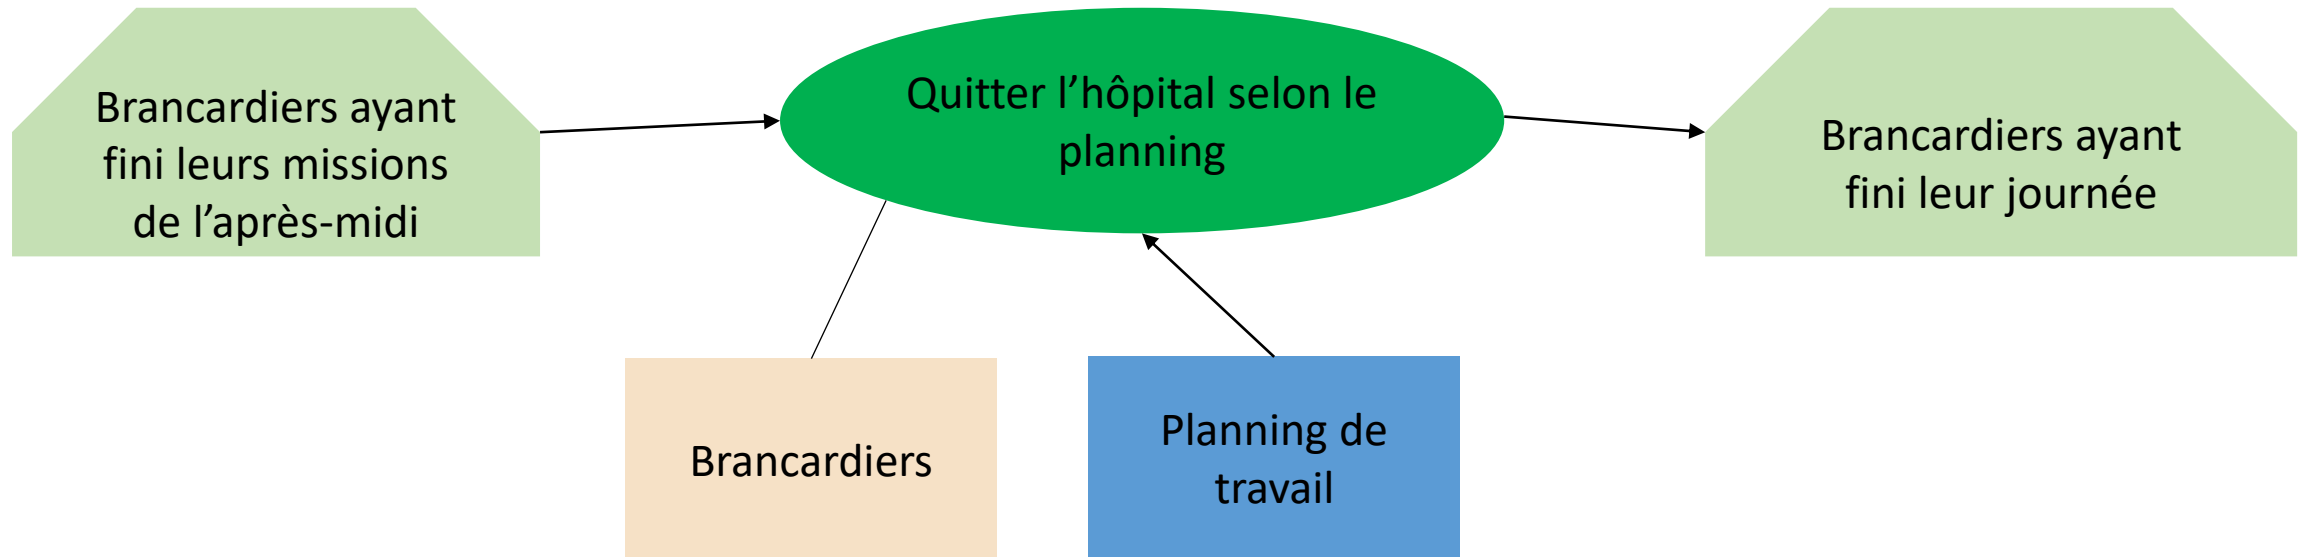 Brancardiers ayant
fini leurs missions
de l’après-midi
Quitter l’hôpital selon le
planning
Brancardiers ayant
fini leur journée
Brancardiers
Planning de
travail